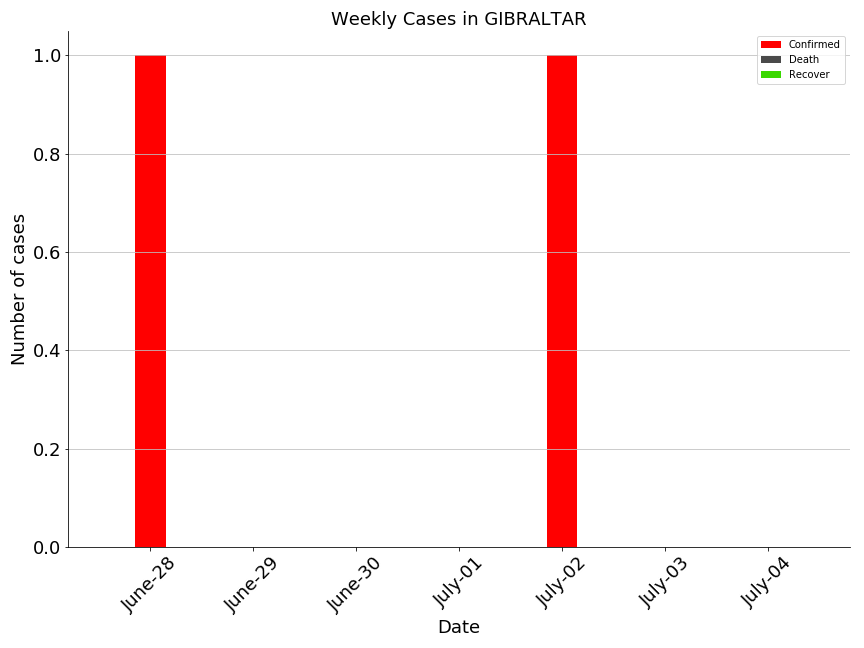 Weekly Cases in GIBRALTAR
Confirmed
Death
Recover
Number of cases
1.0
0.8
0.6
0.4
0.2
0.0
June-28
June-29
June-30
July-01
July-02
July-03
July-04
Date